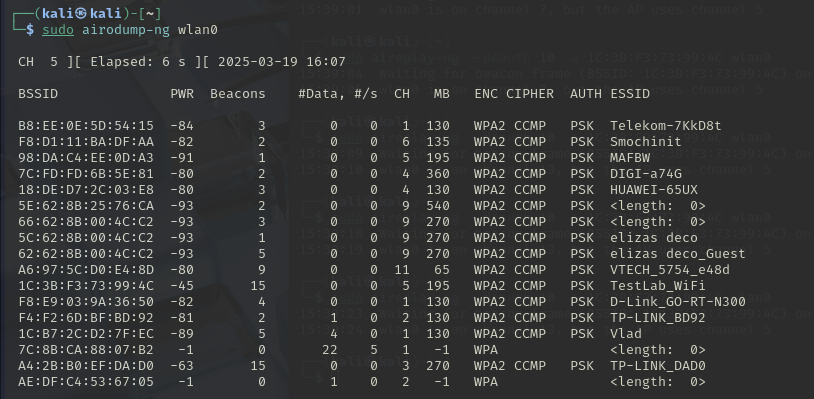 (kali㉿kali)-[~]
$ sudo airodump-ng wlan0
CH 5 ][ Elapsed: 6 s ][ 2025-03-19 16:07
BSSID PWR Beacons #Data, #/s CH MB ENC CIPHER AUTH ESSID
B8:EE:0E:5D:54:15 -84 3 0 0 1 130 WPA2 CCMP PSK Telekom-7KkD8t
F8:D1:11:BA:DF:AA -82 2 0 0 6 135 WPA2 CCMP PSK Smochinit
98:DA:C4:EE:0D:A3 -91 1 0 0 5 195 WPA2 CCMP PSK MAFBW
7C:FD:FD:6B:5E:81 -80 2 0 0 4 360 WPA2 CCMP PSK DIGI-a74G
18:DE:D7:2C:03:E8 -80 3 0 0 4 130 WPA2 CCMP PSK HUAWEI-65UX
5E:62:8B:25:76:CA -93 2 0 0 9 540 WPA2 CCMP PSK <length: 0>
66:62:8B:00:4C:C2 -93 3 0 0 9 270 WPA2 CCMP PSK <length: 0>
5C:62:8B:00:4C:C2 -93 1 0 0 9 270 WPA2 CCMP PSK elizas deco
62:62:8B:00:4C:C2 -93 5 0 0 9 270 WPA2 CCMP PSK elizas deco_Guest
A6:97:5C:D0:E4:8D -80 9 0 0 11 65 WPA2 CCMP PSK VTECH_5754_e48d
1C:3B:F3:73:99:4C -45 15 0 0 5 195 WPA2 CCMP PSK TestLab_WiFi
F8:E9:03:9A:36:50 -82 4 0 0 1 130 WPA2 CCMP PSK D-Link_GO-RT-N300
F4:F2:6D:BF:BD:92 -81 2 1 0 2 130 WPA2 CCMP PSK TP-LINK_BD92
1C:B7:2C:D2:7F:EC -89 5 4 0 1 130 WPA2 CCMP PSK Vlad
7C:8B:CA:88:07:B2 -1 0 22 5 1 -1 WPA <length: 0>
A4:2B:B0:EF:DA:D0 -63 15 0 0 3 270 WPA2 CCMP PSK TP-LINK_DAD0
AE:DF:C4:53:67:05 -1 0 1 0 2 -1 WPA <length: 0>